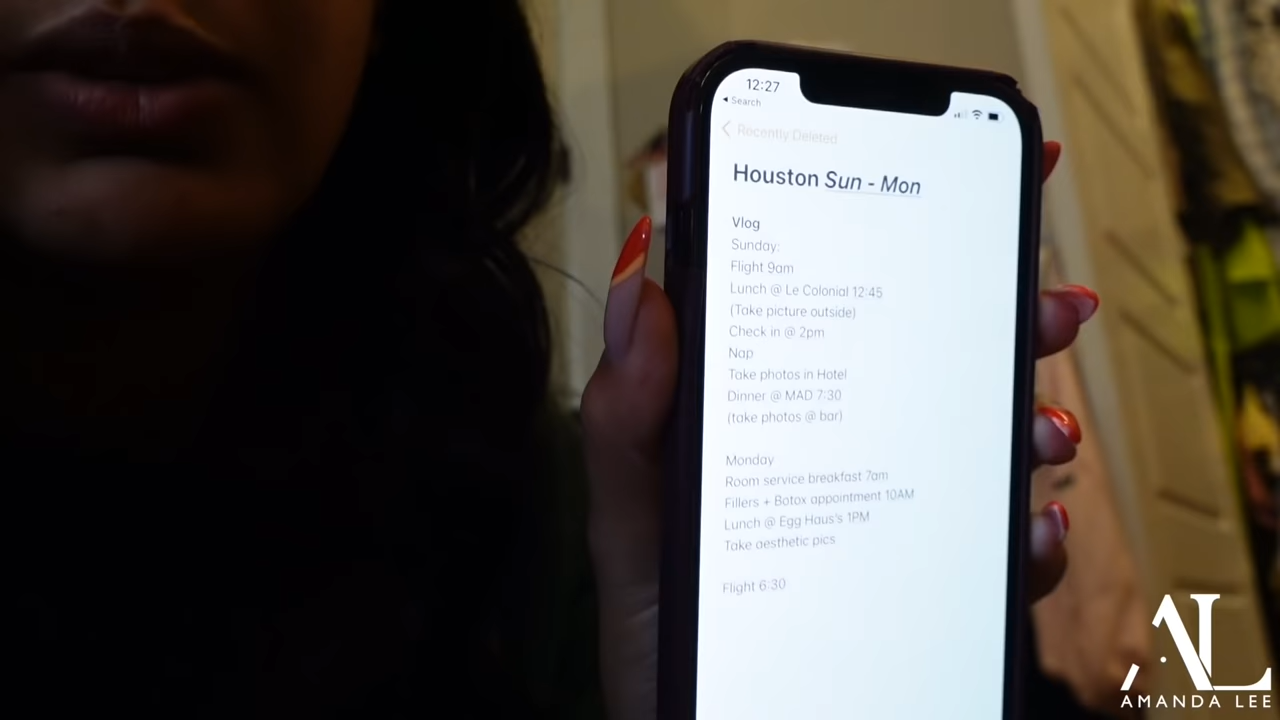 12:27
Search
Recently Deleted
Houston Sun - Mon
Vlog
Sunday:
Flight 9am
Lunch @ Le Colonial 12:45
(Take picture outside)
Check in @ 2pm
Nap
Take photos in Hotel
Dinner @ MAD 7:30
(take photos @ bar)
Monday
Room service breakfast 7am
Fillers + Botox appointment 10AM
Lunch @ Egg Haus's 1PM
Take aesthetic pics
Flight 6:30
AL
AMANDA LEE